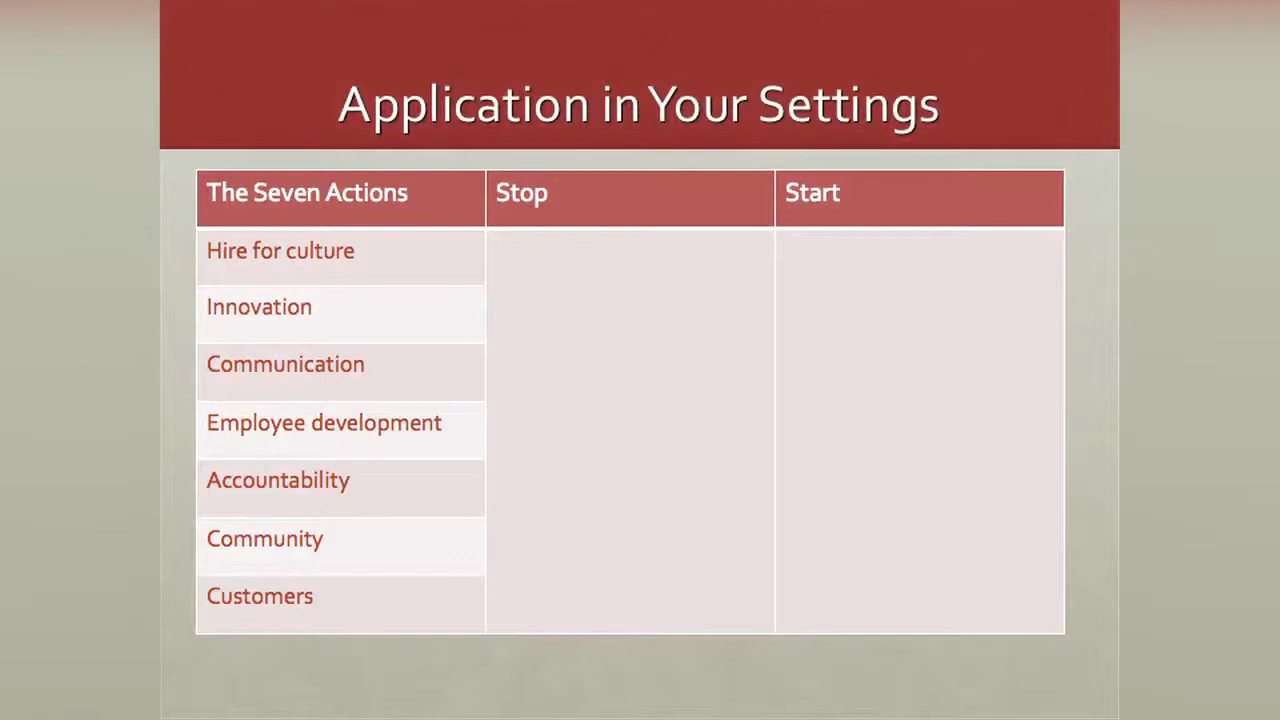 Application in Your Settings
The Seven Actions
Stop
Start
Hire for culture
Innovation
Communication
Employee development
Accountability
Community
Customers